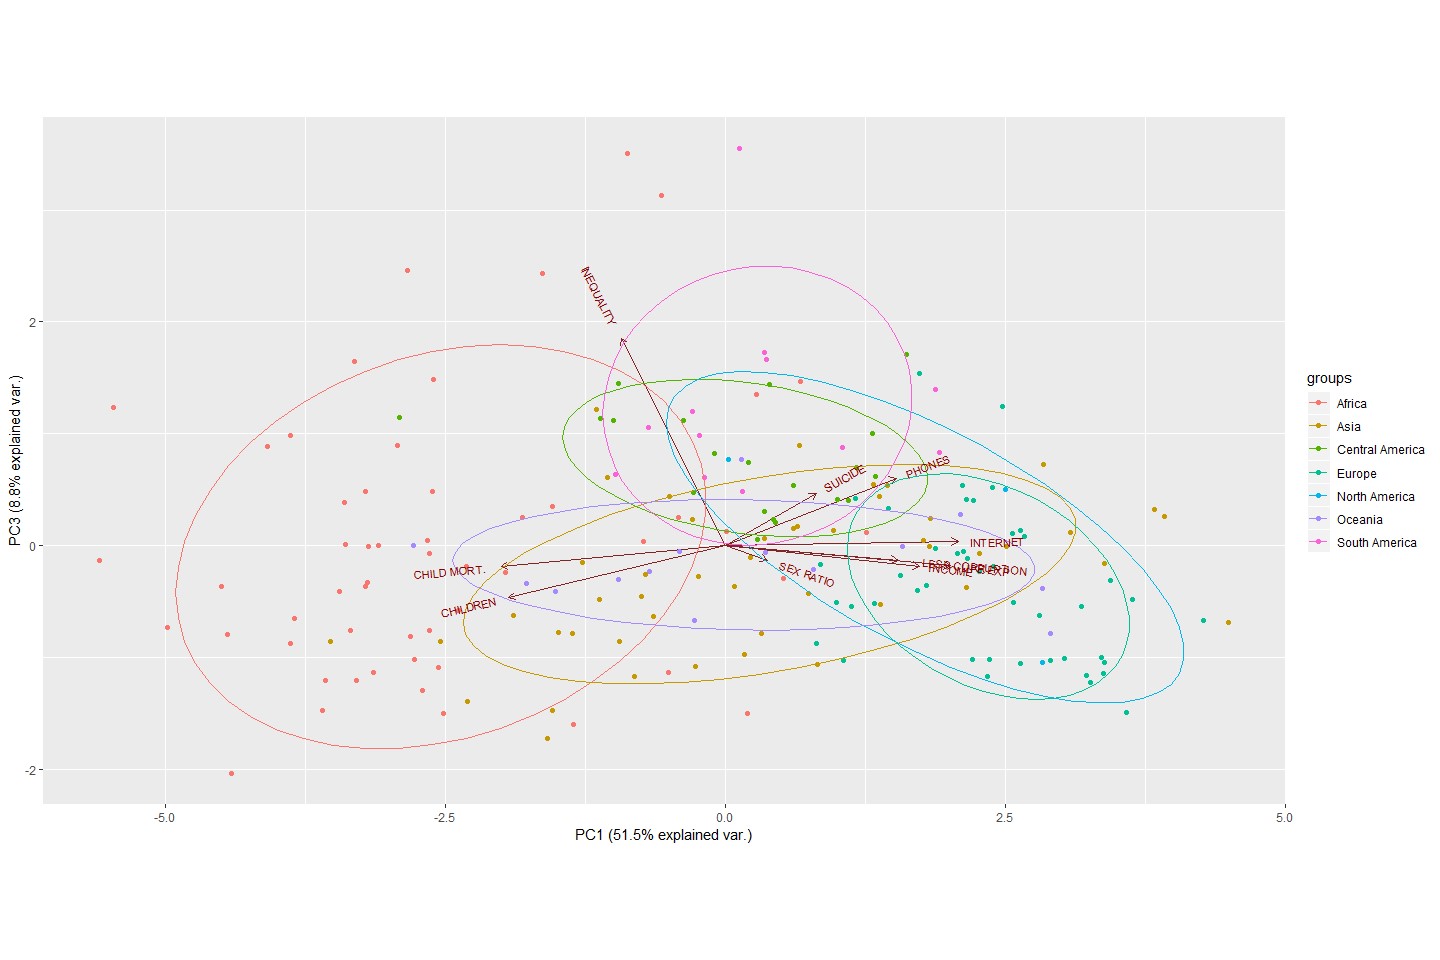 INEQUALITY
SUICIDE
PHONES
INTERNET
SEX RATIO
CHILD MORT.
CHILDREN
2
0
-2
-5.0
-2.5
0.0
2.5
5.0
PC1 (51.5% explained var.)
PC3 (8.8% explained var.)
groups
Africa
Asia
Central America
Europe
North America
Oceania
South America